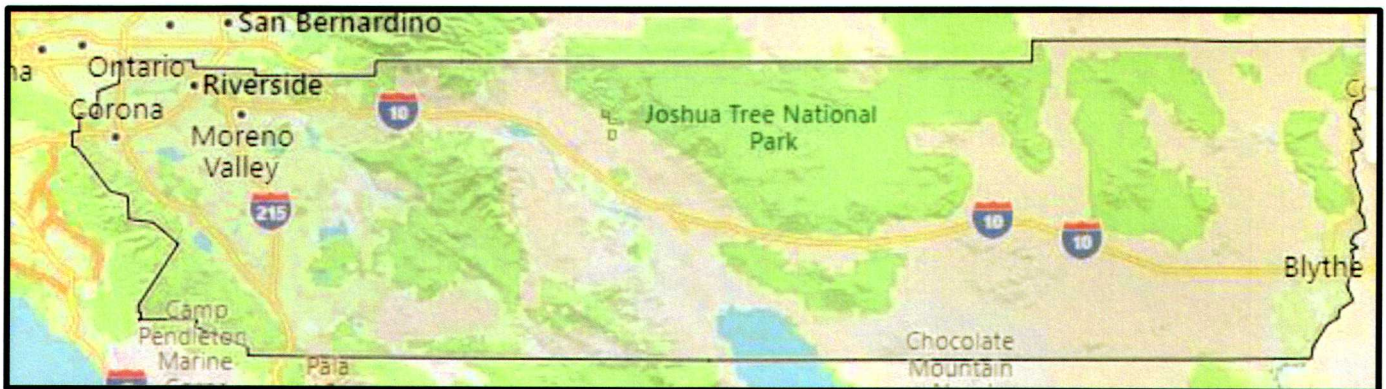 San Bernardino
na
Ontario
Riverside
Corona
10
Joshua Tree National
Park
Moreno
Valley
215
10
10
Blythe
Camp
Pendleton
Marine
Chocolate
Mountain
Pala